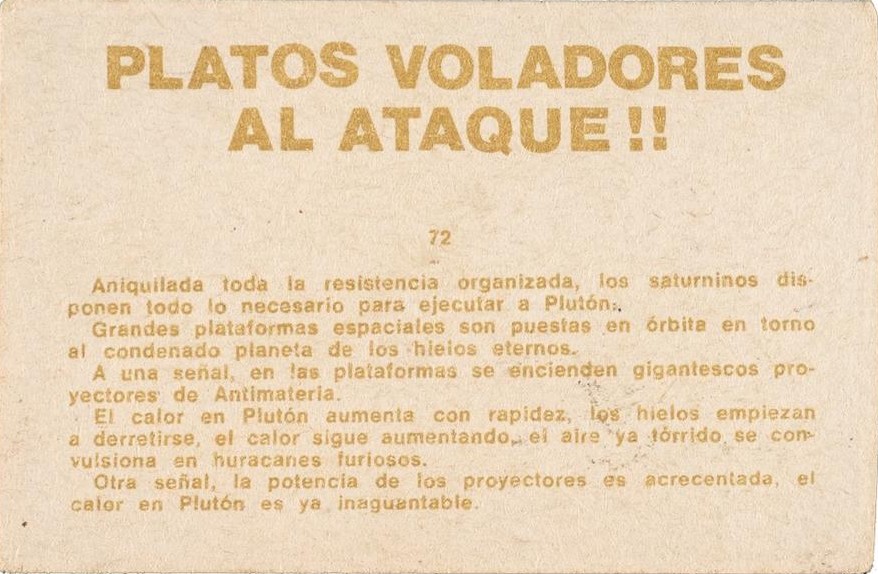 PLATOS VOLADORES
AL ATAQUE!!
72
Aniquilada toda la resistencia organizada, los saturninos dis-
ponen todo lo necesario para ejecutar a Plutón.
Grandes plataformas espaciales son puestas en órbita en torno
al condenado planeta de los hielos eternos.
A una señal, en las plataformas se encienden gigantescos pro-
yectores de Antimateria.
El calor en Plutón aumenta con rapidez, los hielos empiezan
a derretirse, el calor sigue aumentando, el aire ya tórrido se con-
vulsiona en huracanes furiosos.
Otra señal, la potencia de los proyectores es acrecentada, el
calor en Plutón es ya inaguantable.